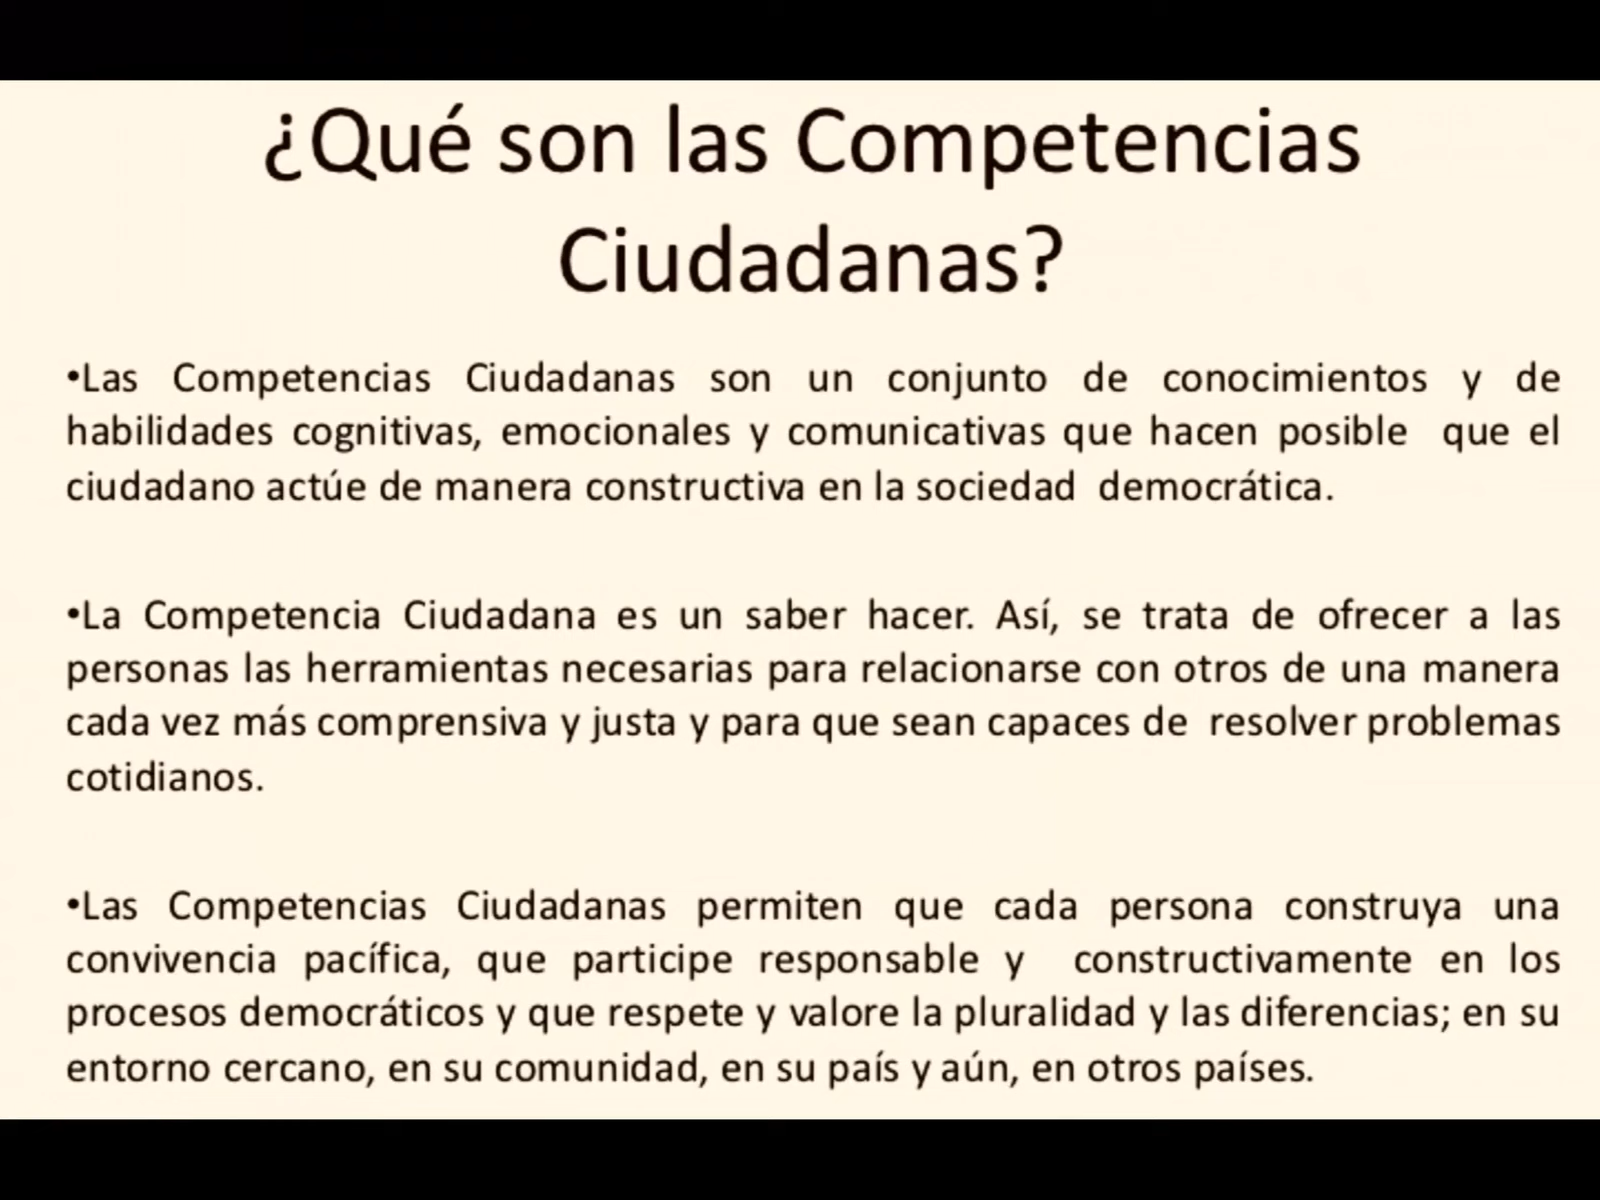 ¿Qué son las Competencias
Ciudadanas?
•Las Competencias Ciudadanas son un conjunto de conocimientos y de
habilidades cognitivas, emocionales y comunicativas que hacen posible que el
ciudadano actúe de manera constructiva en la sociedad democrática.
•La Competencia Ciudadana es un saber hacer. Así, se trata de ofrecer a las
personas las herramientas necesarias para relacionarse con otros de una manera
cada vez más comprensiva y justa y para que sean capaces de resolver problemas
cotidianos.
•Las Competencias Ciudadanas permiten que cada persona construya una
convivencia pacífica, que participe responsable y constructivamente en los
procesos democráticos y que respete y valore la pluralidad y las diferencias; en su
entorno cercano, en su comunidad, en su país y aún, en otros países.